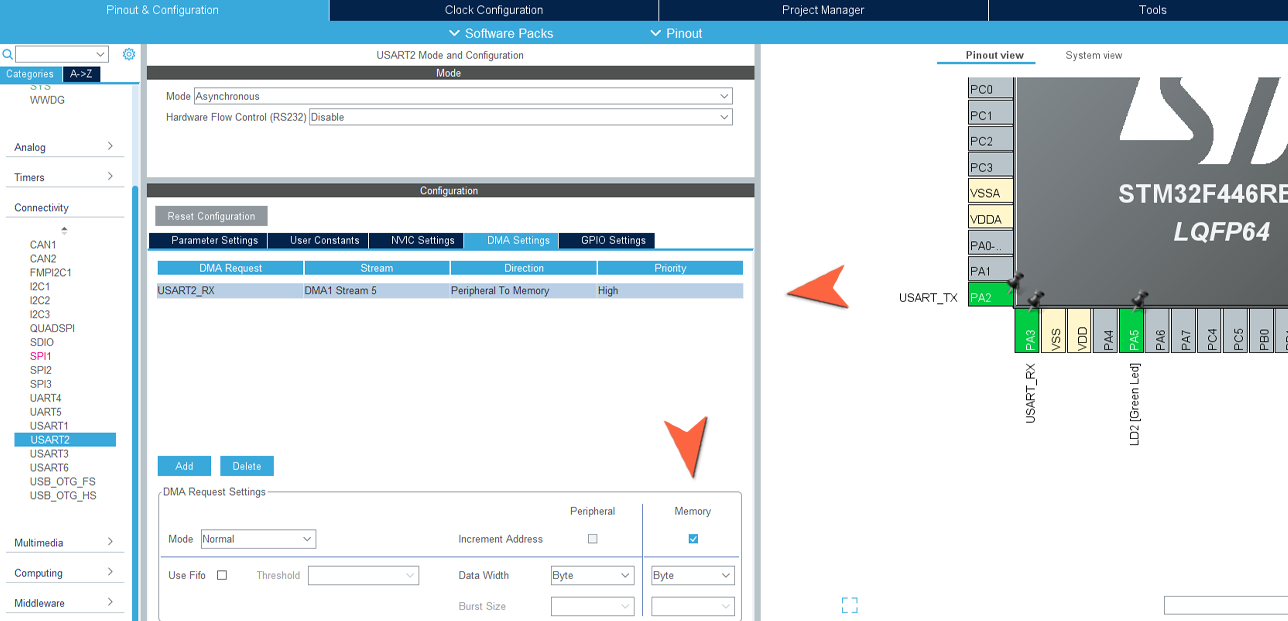 Pinout & Configuration
Clock Configuration
Project Manager
Tools
Software Packs
Pinout
Categories
A->Z
SYS
WWDG
Analog
Timers
Connectivity
CAN1
CAN2
FMPI2C1
I2C1
I2C2
I2C3
QUADSPI
SDIO
SPI1
SPI2
SPI3
UART4
UART5
USART1
USART2
USART3
USART6
USB_OTG_FS
USB_OTG_HS
Multimedia
Computing
Middleware
USART2 Mode and Configuration
Mode
Mode Asynchronous
Hardware Flow Control (RS232) Disable
Configuration
Reset Configuration
Parameter Settings
User Constants
NVIC Settings
DMA Settings
GPIO Settings
DMA Request Stream Direction Priority
USART2_RX DMA1 Stream 5 Peripheral To Memory High
Add
Delete
DMA Request Settings
Peripheral Memory
Mode Normal Increment Address
Use Fifo Threshold Data Width Byte Byte
Burst Size
Pinout view
System view
PC0
PC1
PC2
PC3
VSSA
VDDA
PA0-..
PA1
USART_TX PA2
STM32F446RE
LQFP64
PA3
VSS
VDD
PA4
PA5
PA6
PA7
PC4
PC5
PB0
USART_RX
LD2 [Green Led]